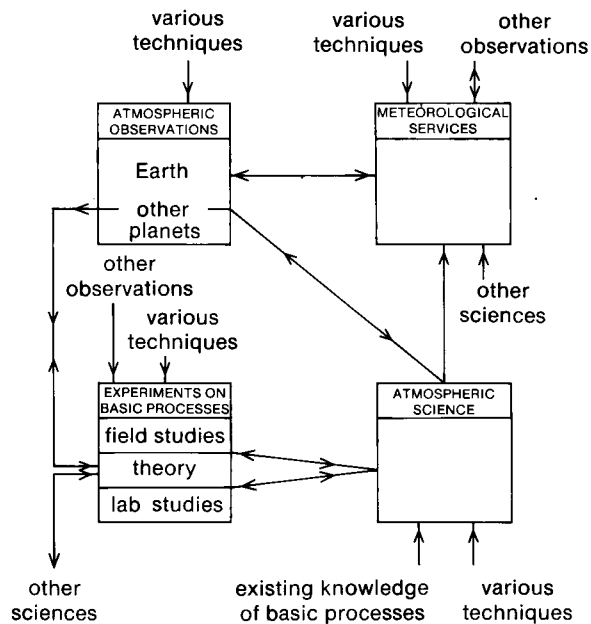 various
techniques
various
techniques
other
observations
ATMOSPHERIC
OBSERVATIONS
Earth
other
planets
METEOROLOGICAL
SERVICES
other
sciences
other
observations
various
techniques
EXPERIMENTS ON
BASIC PROCESSES
field studies
theory
lab studies
ATMOSPHERIC
SCIENCE
other
sciences
existing knowledge
of basic processes
various
techniques